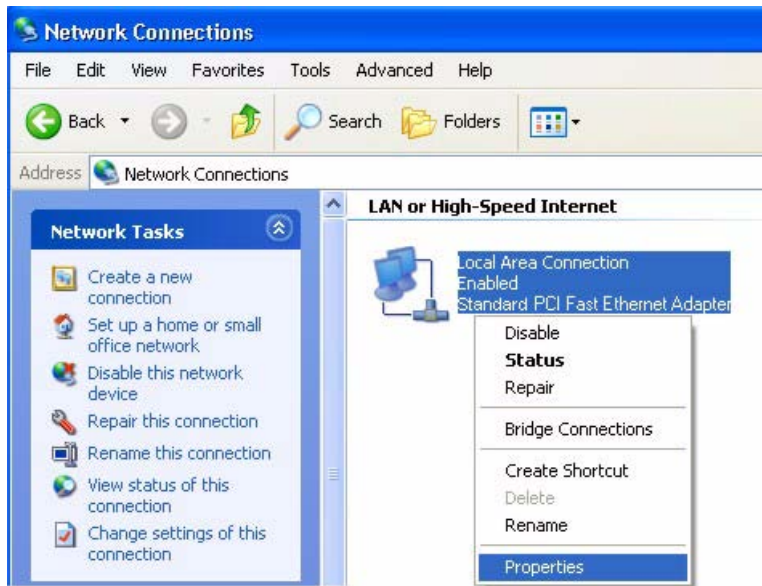 Network Connections
File Edit View Favorites Tools Advanced Help
Back Search Folders
Address Network Connections
Network Tasks
Create a new
connection
Set up a home or small
office network
Disable this network
device
Repair this connection
Rename this connection
View status of this
connection
Change settings of this
connection
LAN or High-Speed Internet
Local Area Connection
Enabled
Standard PCI Fast Ethernet Adapter
Disable
Status
Repair
Bridge Connections
Create Shortcut
Delete
Rename
Properties